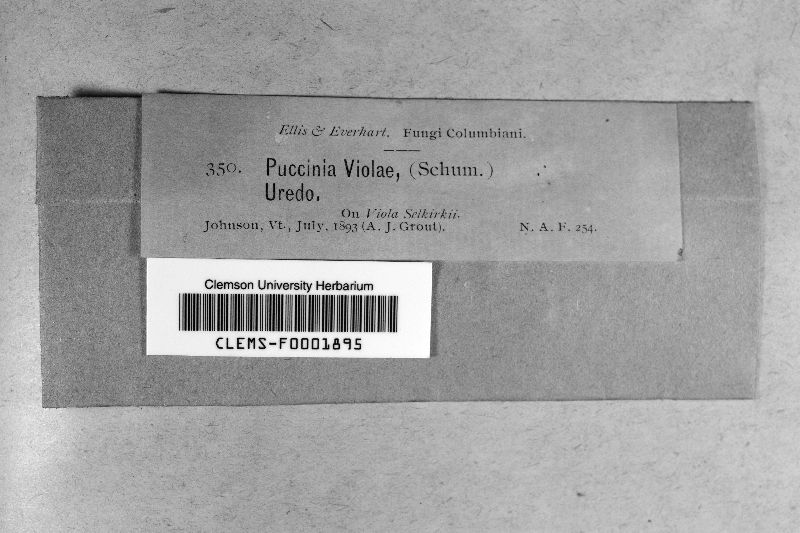 Ellis & Everhart. Fungi Columbiani.
350. Puccinia Violae, (Schum.)
Uredo.
On Viola Selkirkii.
Johnson, Vt., July, 1893 (A. J. Grout). N. A. F. 254.
Clemson University Herbarium
CLEMS-F0001895